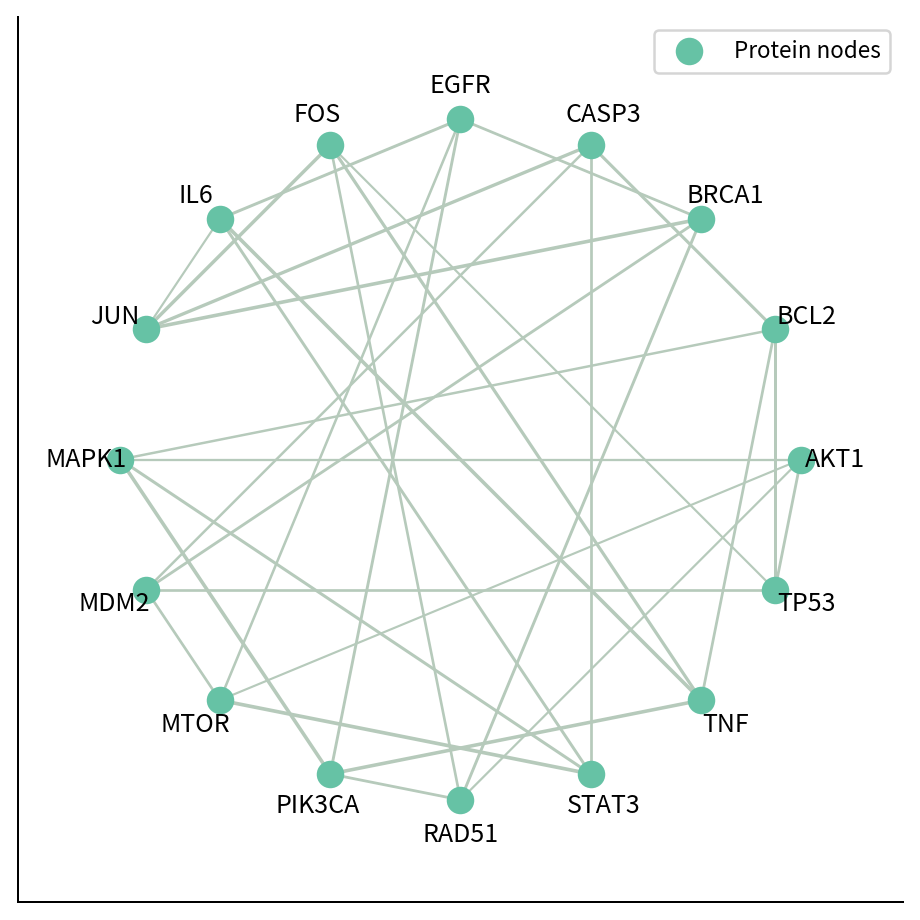 Protein nodes
EGFR
FOS
CASP3
IL6
BRCA1
JUN
BCL2
MAPK1
AKT1
MDM2
TP53
MTOR
TNF
PIK3CA
STAT3
RAD51